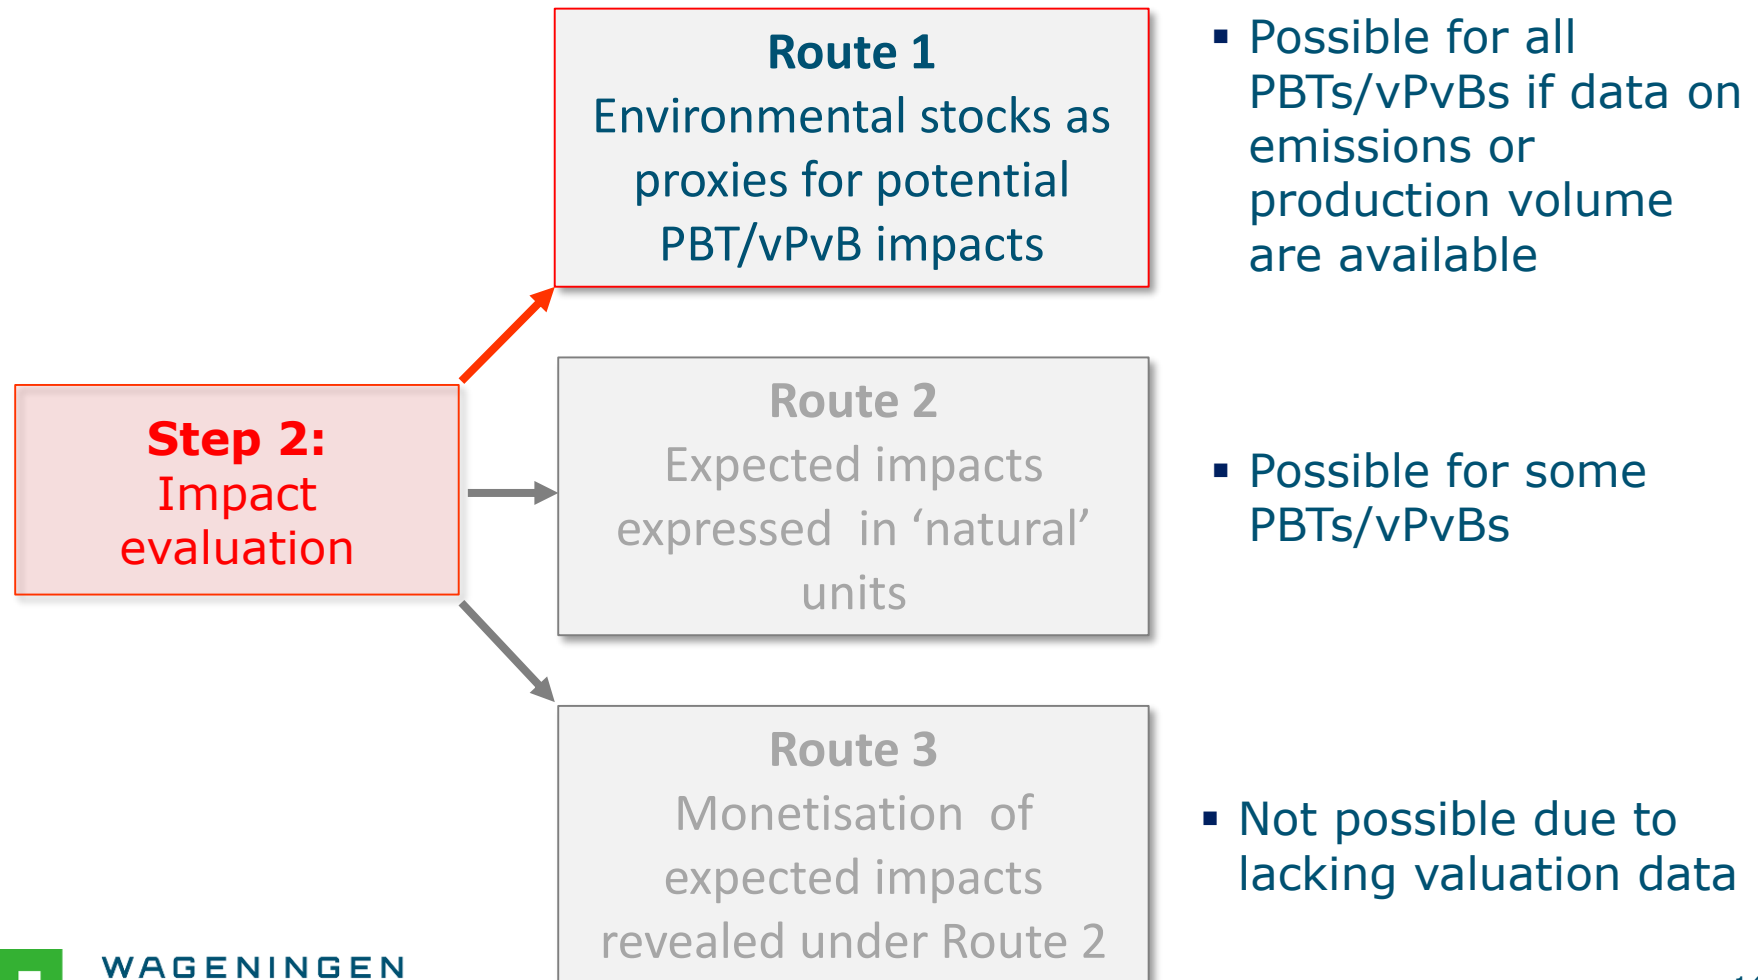 Route 1
Environmental stocks as
proxies for potential
PBT/vPvB impacts
▪ Possible for all
PBTs/vPvBs if data on
emissions or
production volume
are available
Step 2:
Impact
evaluation
Route 2
Expected impacts
expressed in ‘natural’
units
▪ Possible for some
PBTs/vPvBs
Route 3
Monetisation of
expected impacts
revealed under Route 2
▪ Not possible due to
lacking valuation data
WAGENINGEN